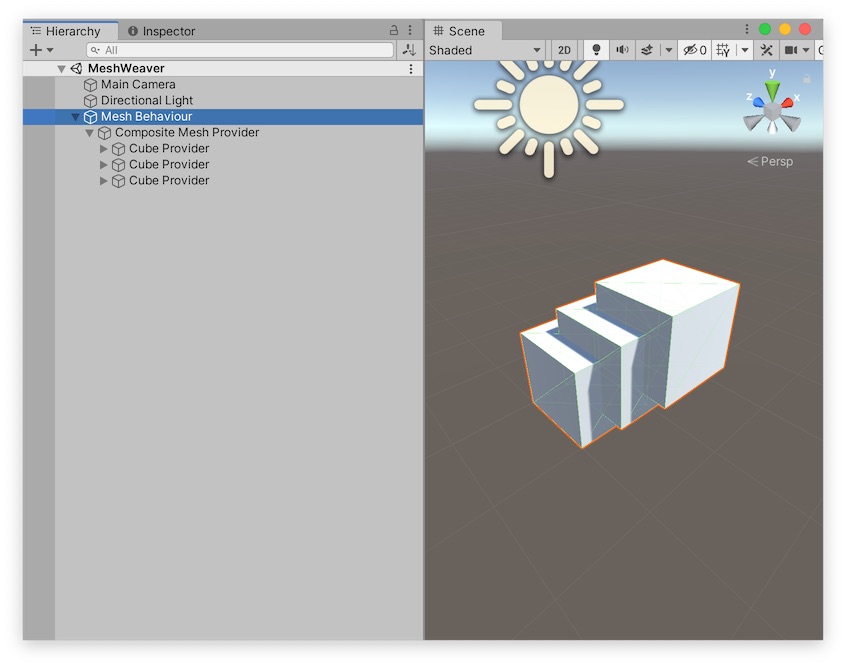 Hierarchy
Inspector
All
MeshWeaver
Main Camera
Directional Light
Mesh Behaviour
Composite Mesh Provider
Cube Provider
Cube Provider
Cube Provider
Scene
Shaded
2D
0
y
z
x
Persp